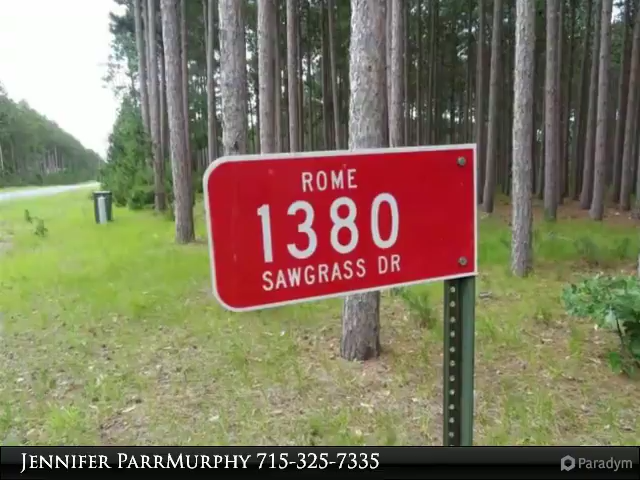 ROME
1380
SAWGRASS DR
Jennifer ParrMurphy 715-325-7335
Paradym